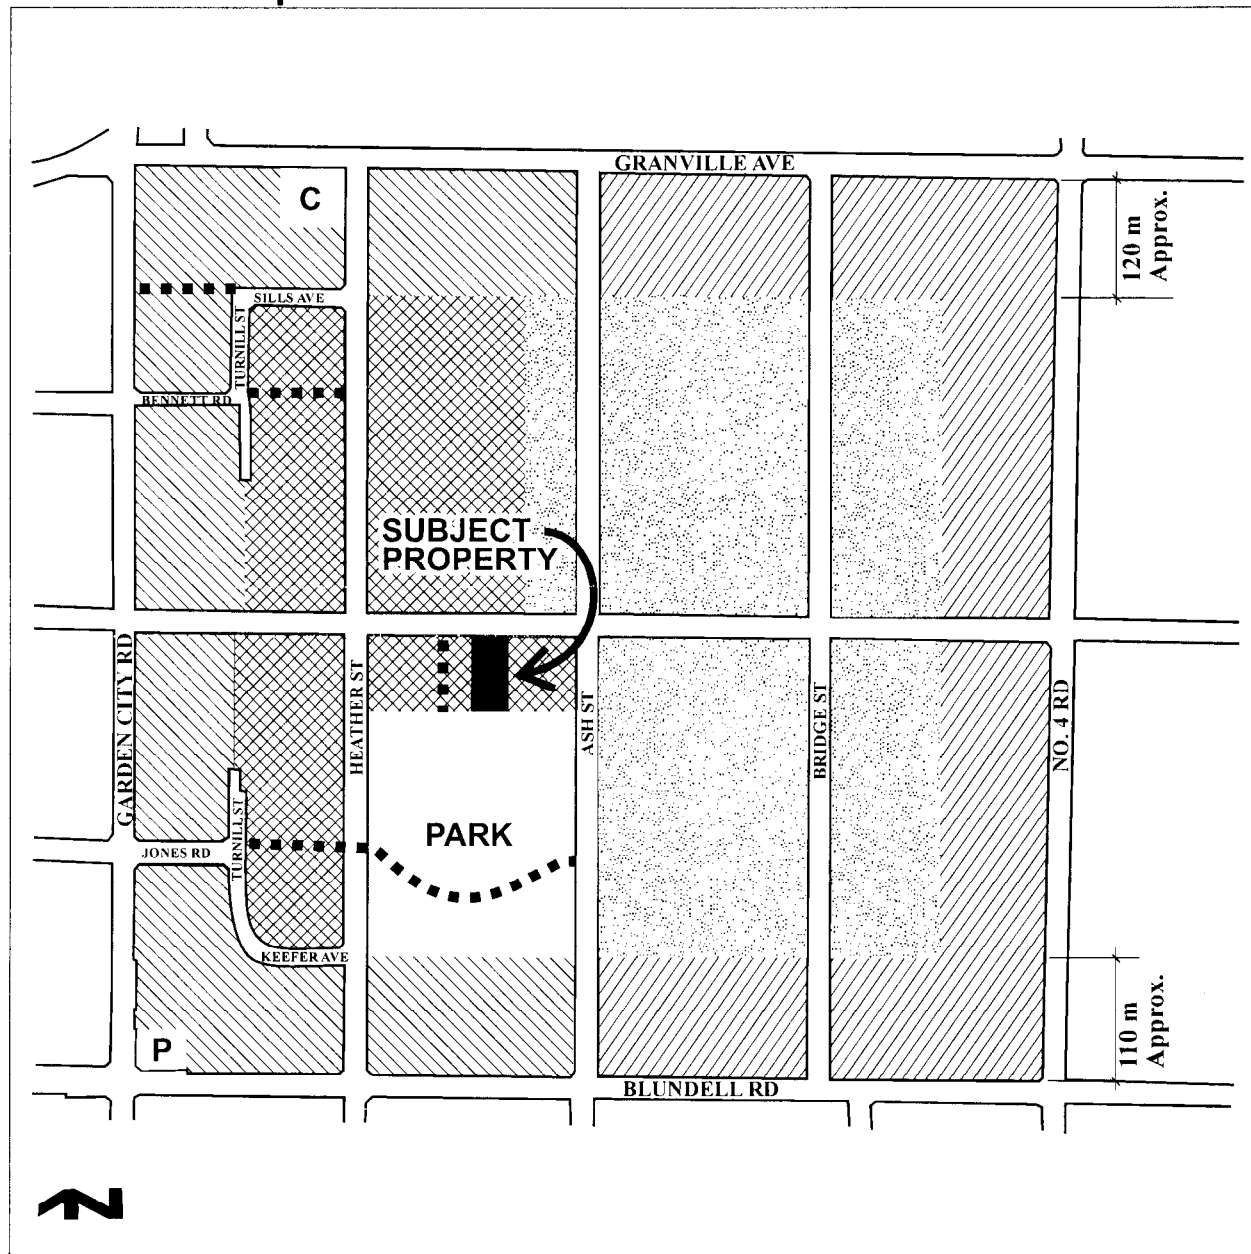 GRANVILLE AVE
C
120 m
Approx.
SILLS AVE
TURNILL ST
BENNETT RD
SUBJECT
PROPERTY
GARDEN CITY RD
HEATHER ST
ASH ST
BRIDGE ST
NO. 4 RD
PARK
JONES RD
TURNILL ST
KEEFER AVE
110 m
Approx.
P
BLUNDELL RD
N